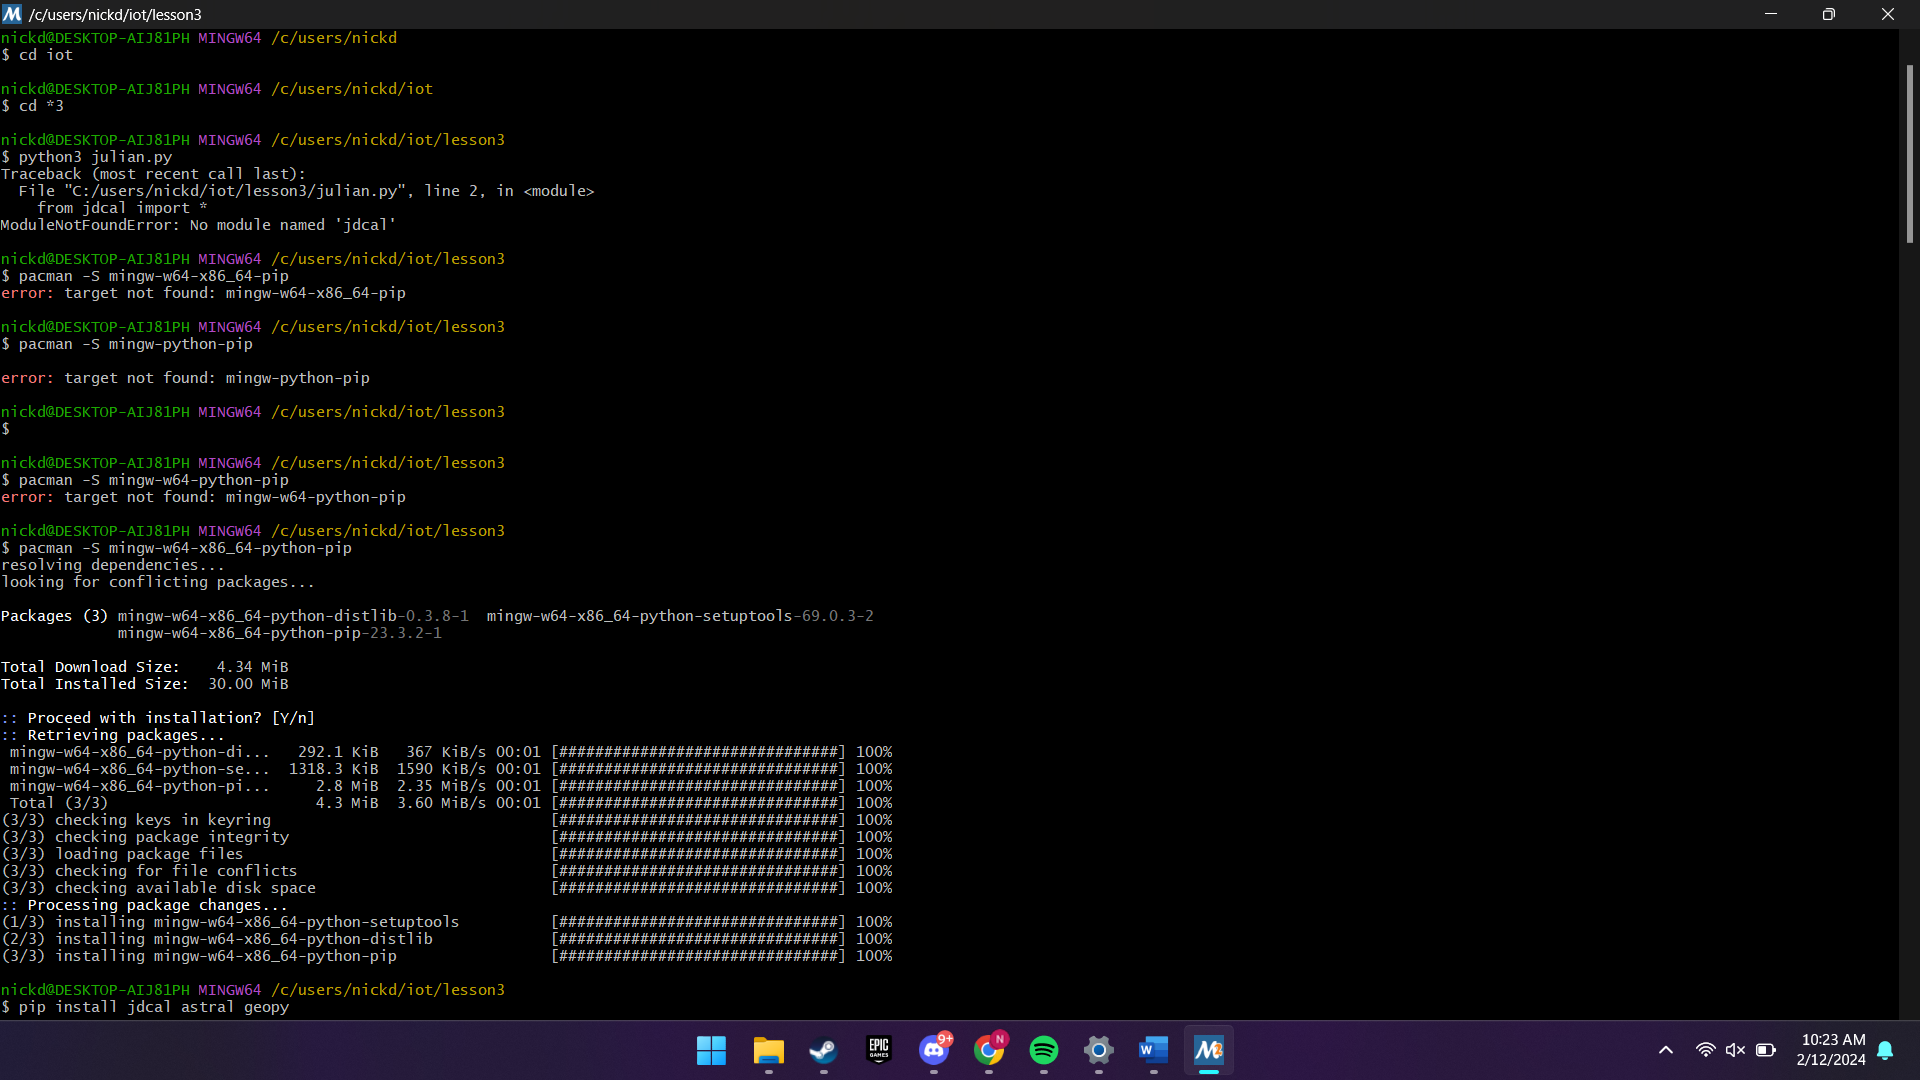 /c/users/nickd/iot/lesson3
nickd@DESKTOP-AIJ81PH MINGW64 /c/users/nickd
$ cd iot
nickd@DESKTOP-AIJ81PH MINGW64 /c/users/nickd/iot
$ cd *3
nickd@DESKTOP-AIJ81PH MINGW64 /c/users/nickd/iot/lesson3
$ python3 julian.py
Traceback (most recent call last):
  File "C:/users/nickd/iot/lesson3/julian.py", line 2, in <module>
    from jdcal import *
ModuleNotFoundError: No module named 'jdcal'
nickd@DESKTOP-AIJ81PH MINGW64 /c/users/nickd/iot/lesson3
$ pacman -S mingw-w64-x86_64-pip
error: target not found: mingw-w64-x86_64-pip
nickd@DESKTOP-AIJ81PH MINGW64 /c/users/nickd/iot/lesson3
$ pacman -S mingw-python-pip
error: target not found: mingw-python-pip
nickd@DESKTOP-AIJ81PH MINGW64 /c/users/nickd/iot/lesson3
$
nickd@DESKTOP-AIJ81PH MINGW64 /c/users/nickd/iot/lesson3
$ pacman -S mingw-w64-python-pip
error: target not found: mingw-w64-python-pip
nickd@DESKTOP-AIJ81PH MINGW64 /c/users/nickd/iot/lesson3
$ pacman -S mingw-w64-x86_64-python-pip
resolving dependencies...
looking for conflicting packages...
Packages (3) mingw-w64-x86_64-python-distlib-0.3.8-1  mingw-w64-x86_64-python-setuptools-69.0.3-2
             mingw-w64-x86_64-python-pip-23.3.2-1
Total Download Size:    4.34 MiB
Total Installed Size:  30.00 MiB
:: Proceed with installation? [Y/n]
:: Retrieving packages...
 mingw-w64-x86_64-python-di...   292.1 KiB   367 KiB/s 00:01 [###############################] 100%
 mingw-w64-x86_64-python-se...  1318.3 KiB  1590 KiB/s 00:01 [###############################] 100%
 mingw-w64-x86_64-python-pi...     2.8 MiB  2.35 MiB/s 00:01 [###############################] 100%
 Total (3/3)                       4.3 MiB  3.60 MiB/s 00:01 [###############################] 100%
(3/3) checking keys in keyring                               [###############################] 100%
(3/3) checking package integrity                             [###############################] 100%
(3/3) loading package files                                  [###############################] 100%
(3/3) checking for file conflicts                            [###############################] 100%
(3/3) checking available disk space                          [###############################] 100%
:: Processing package changes...
(1/3) installing mingw-w64-x86_64-python-setuptools          [###############################] 100%
(2/3) installing mingw-w64-x86_64-python-distlib             [###############################] 100%
(3/3) installing mingw-w64-x86_64-python-pip                 [###############################] 100%
nickd@DESKTOP-AIJ81PH MINGW64 /c/users/nickd/iot/lesson3
$ pip install jdcal astral geopy
EPIC
GAMES
9+
N
W
10:23 AM
2/12/2024